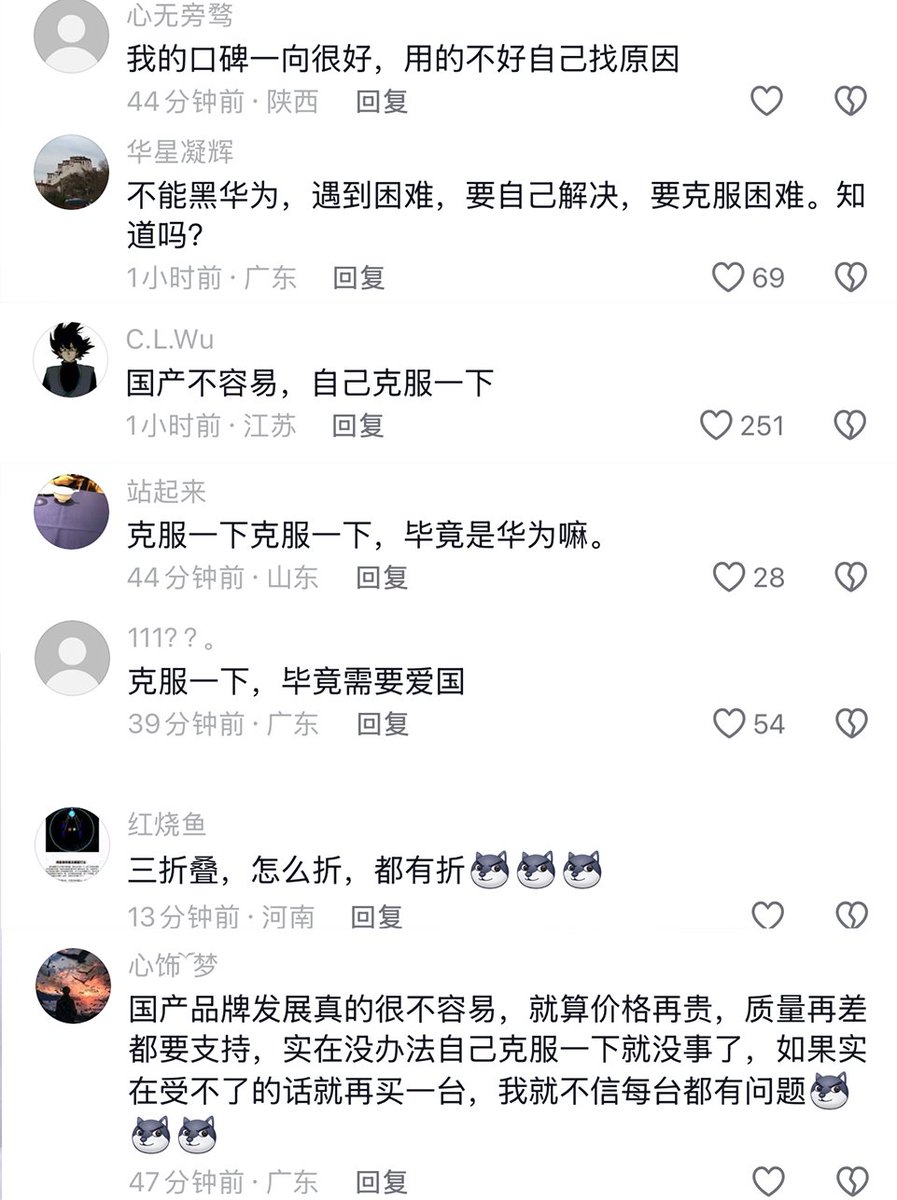 心无旁骛
我的口碑一向很好，用的不好自己找原因
44分钟前·陕西 回复
华星凝辉
不能黑华为，遇到困难，要自己解决，要克服困难。知
道吗？
1小时前·广东 回复 69
C.L.Wu
国产不容易，自己克服一下
1小时前·江苏 回复 251
站起来
克服一下克服一下，毕竟是华为嘛。
44分钟前·山东 回复 28
111? ? 。
克服一下，毕竟需要爱国
39分钟前·广东 回复 54
红烧鱼
三折叠，怎么折，都有折
13分钟前·河南 回复
心饰˜梦
国产品牌发展真的很不容易，就算价格再贵，质量再差
都要支持，实在没办法自己克服一下就没事了，如果实
在受不了的话就再买一台，我就不信每台都有问题
47分钟前·广东 回复